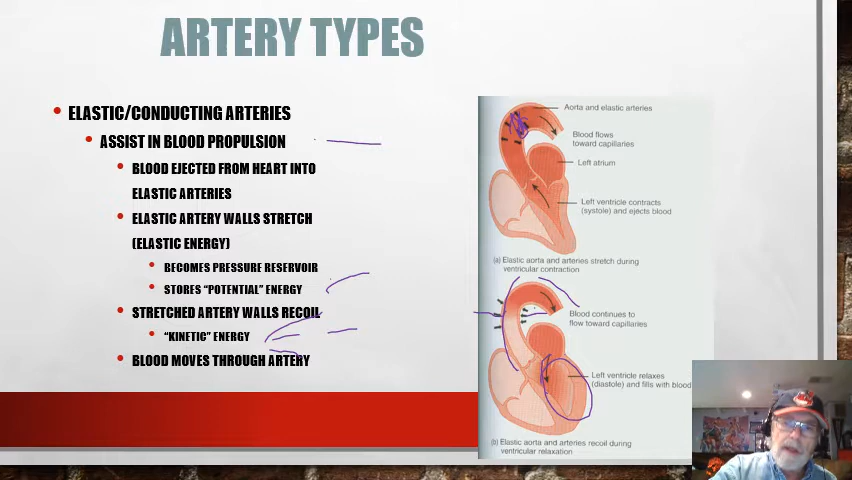 ARTERY TYPES
ELASTIC/CONDUCTING ARTERIES
ASSIST IN BLOOD PROPULSION
BLOOD EJECTED FROM HEART INTO
ELASTIC ARTERIES
ELASTIC ARTERY WALLS STRETCH
(ELASTIC ENERGY)
BECOMES PRESSURE RESERVOIR
STORES "POTENTIAL" ENERGY
STRETCHED ARTERY WALLS RECOIL
"KINETIC" ENERGY
BLOOD MOVES THROUGH ARTERY
Aorta and elastic arteries
Blood flows
toward capillaries
Left atrium
Left ventricle contracts
(systole) and ejects blood
(a) Elastic aorta and arteries stretch during
ventricular contraction
Blood continues to
flow toward capillaries
Left ventricle relaxes
(diastole) and fills with blood
(b) Elastic aorta and arteries recoil during
ventricular relaxation